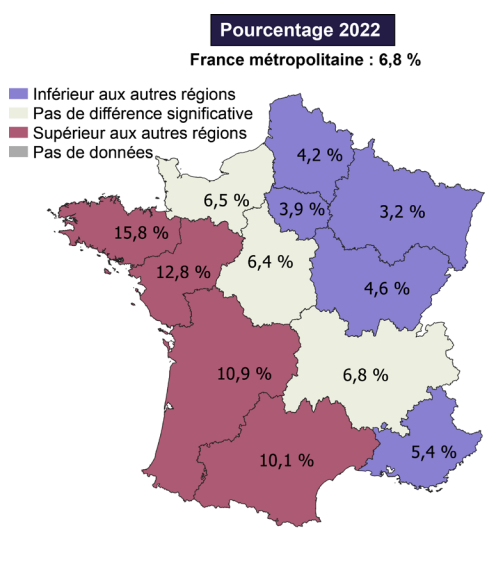 Pourcentage 2022
France métropolitaine : 6,8 %
Inférieur aux autres régions
Pas de différence significative
Supérieur aux autres régions
Pas de données
4,2 %
6,5 %
3,9 %
3,2 %
15,8 %
12,8 %
6,4 %
4,6 %
10,9 %
6,8 %
10,1 %
5,4 %